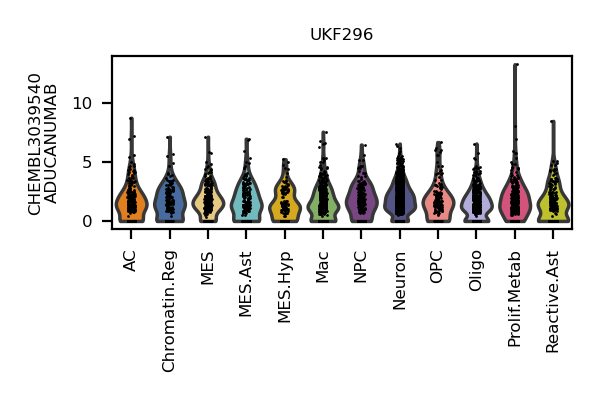 UKF296
CHEMBL3039540
ADUCANUMAB
10
5
0
AC
Chromatin.Reg
MES
MES.Ast
MES.Hyp
Mac
NPC
Neuron
OPC
Oligo
Prolif.Metab
Reactive.Ast